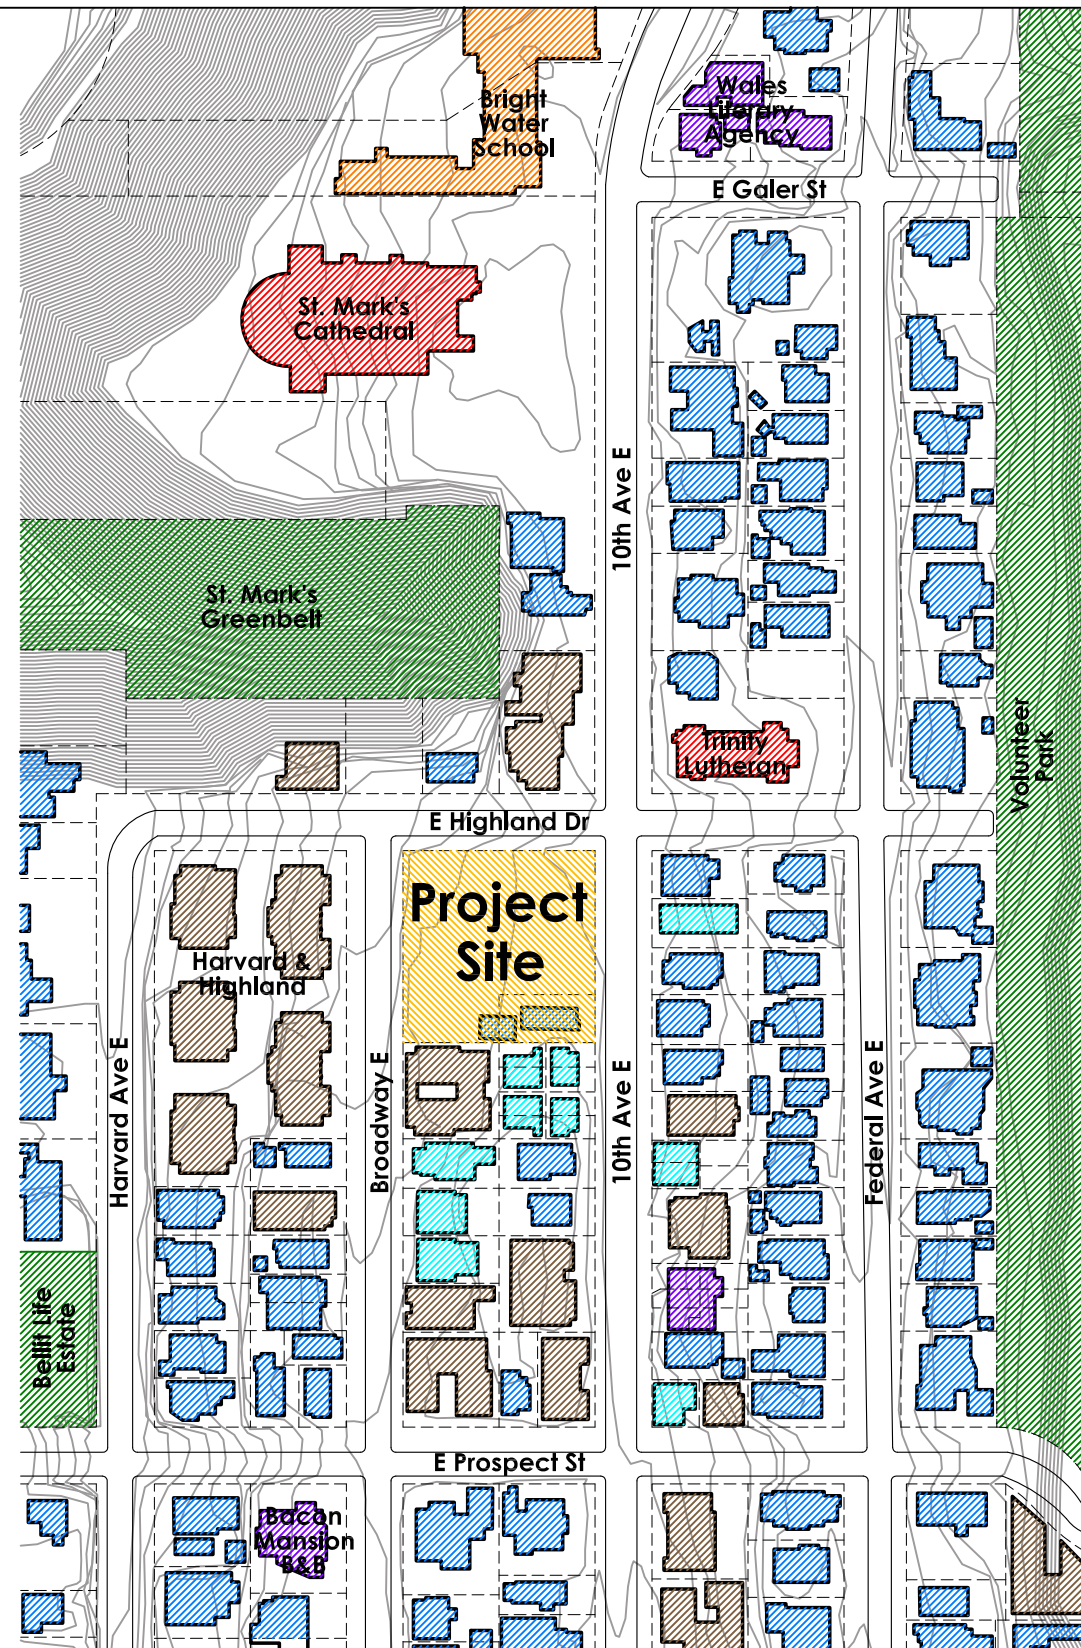 Bright
Water
School
Wales
Literary
Agency
E Galer St
St. Mark's
Cathedral
10th Ave E
St. Mark's
Greenbelt
Trinity
Lutheran
Volunteer
Park
E Highland Dr
Project
Site
Harvard &
Highland
Harvard Ave E
Broadway E
10th Ave E
Federal Ave E
Bellit Life
Estate
E Prospect St
Bacon
Mansion
B&B